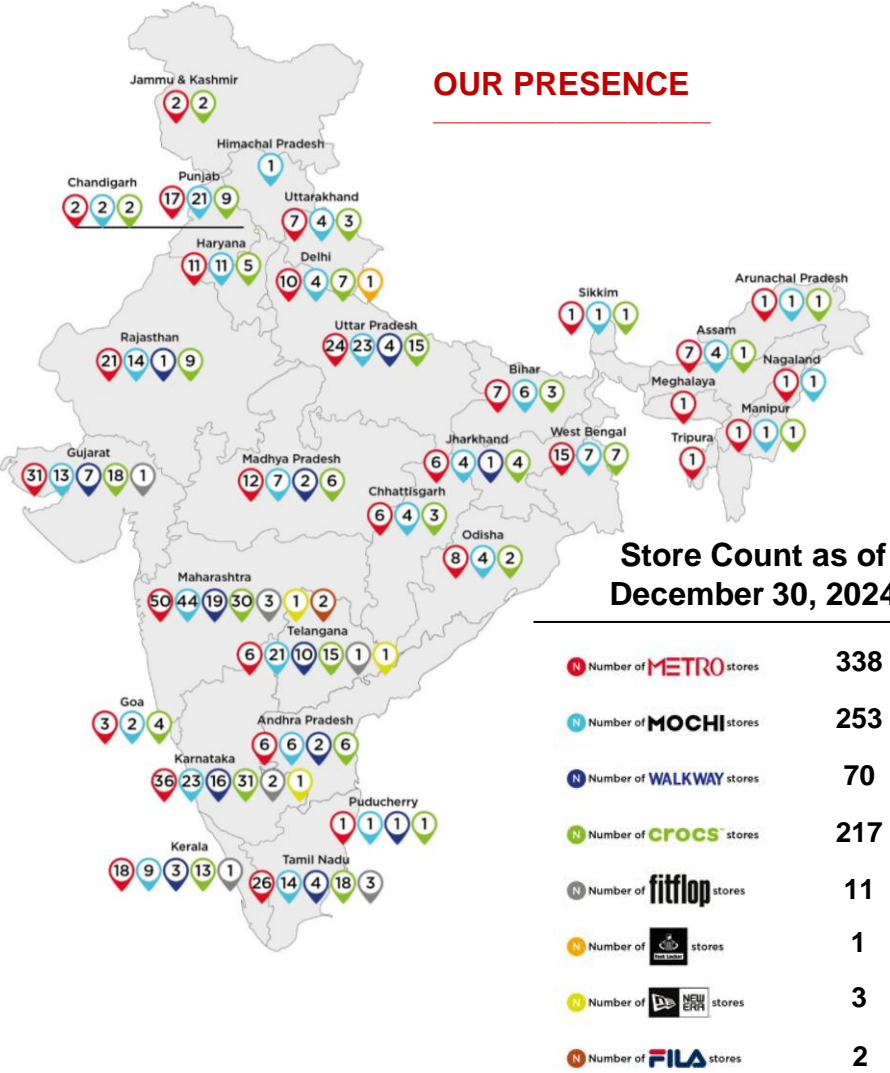 OUR PRESENCE
Jammu & Kashmir
2 2
Himachal Pradesh
1
Chandigarh
2 2 2
Punjab
17 21 9
Uttarakhand
7 4 3
Haryana
11 11 5
Delhi
10 4 7 1
Sikkim
1 1 1
Arunachal Pradesh
1 1 1
Rajasthan
21 14 1 9
Uttar Pradesh
24 23 4 15
Assam
7 4 1
Nagaland
1 1
Bihar
7 6 3
Meghalaya
1
Manipur
1 1 1
Tripura
1
Gujarat
31 13 7 18 1
Madhya Pradesh
12 7 2 6
Jharkhand
6 4 1 4
West Bengal
15 7 7
Chhattisgarh
6 4 3
Odisha
8 4 2
Maharashtra
50 44 19 30 3 1 2
Telangana
6 21 10 15 1 1
Goa
3 2 4
Andhra Pradesh
6 6 2 6
Karnataka
36 23 16 31 2 1
Puducherry
1 1 1 1
Kerala
18 9 3 13 1
Tamil Nadu
26 14 4 18 3
Store Count as of
December 30, 2024
N Number of METRO stores 338
N Number of MOCHI stores 253
N Number of WALKWAY stores 70
N Number of crocs™ stores 217
N Number of fitflop stores 11
N Number of Foot Locker stores 1
N Number of NEW ERA stores 3
N Number of FILA stores 2